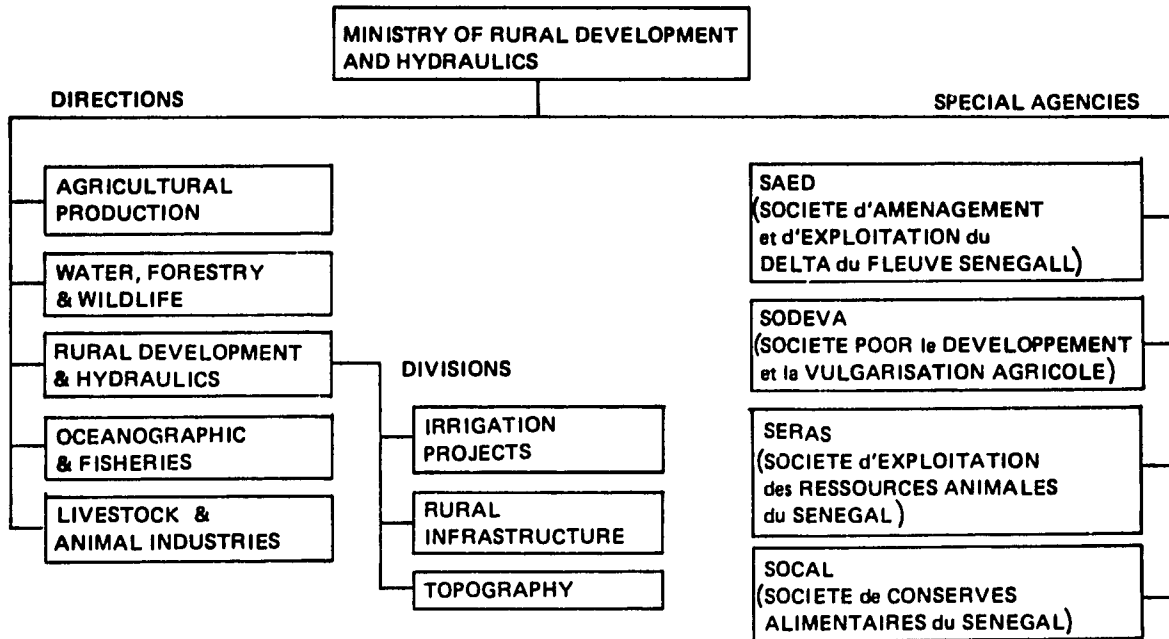 MINISTRY OF RURAL DEVELOPMENT
AND HYDRAULICS
DIRECTIONS
SPECIAL AGENCIES
AGRICULTURAL
PRODUCTION
WATER, FORESTRY
& WILDLIFE
RURAL DEVELOPMENT
& HYDRAULICS
OCEANOGRAPHIC
& FISHERIES
LIVESTOCK &
ANIMAL INDUSTRIES
DIVISIONS
IRRIGATION
PROJECTS
RURAL
INFRASTRUCTURE
TOPOGRAPHY
SAED
(SOCIETE d'AMENAGEMENT
et d'EXPLOITATION du
DELTA du FLEUVE SENEGALL)
SODEVA
(SOCIETE POOR le DEVELOPPEMENT
et la VULGARISATION AGRICOLE)
SERAS
(SOCIETE d'EXPLOITATION
des RESSOURCES ANIMALES
du SENEGAL)
SOCAL
(SOCIETE de CONSERVES
ALIMENTAIRES du SENEGAL)